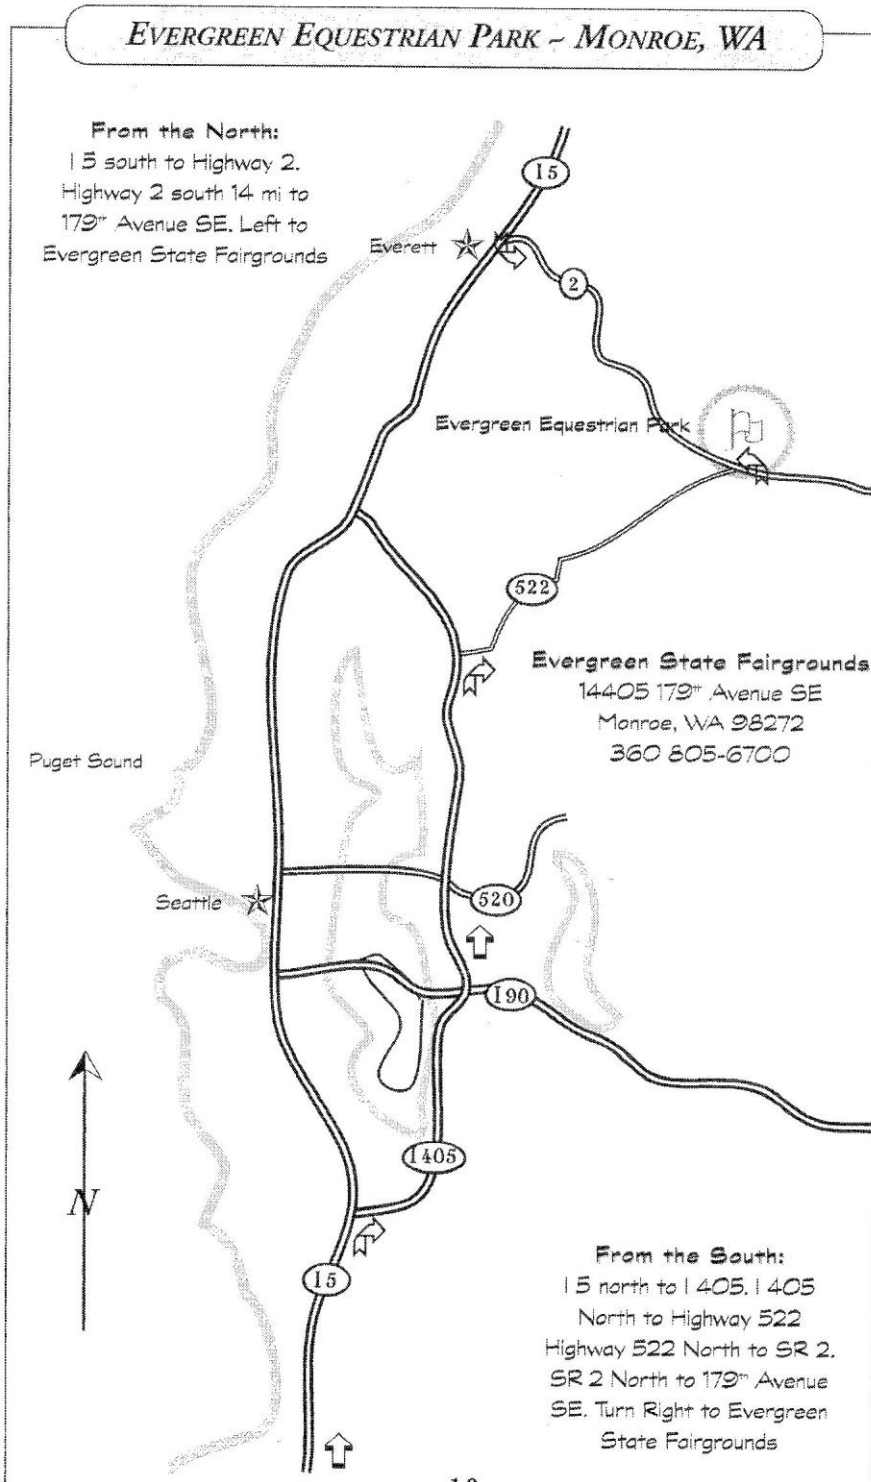 EVERGREEN EQUESTRIAN PARK ~ MONROE, WA
From the North:
I 5 south to Highway 2.
Highway 2 south 14 mi to
179th Avenue SE. Left to
Evergreen State Fairgrounds
I5
Everett
2
Evergreen Equestrian Park
522
Evergreen State Fairgrounds
14405 179th Avenue SE
Monroe, WA 98272
360 805-6700
Puget Sound
Seattle
520
I90
N
I405
I5
From the South:
I 5 north to I 405. I 405
North to Highway 522
Highway 522 North to SR 2.
SR 2 North to 179th Avenue
SE. Turn Right to Evergreen
State Fairgrounds